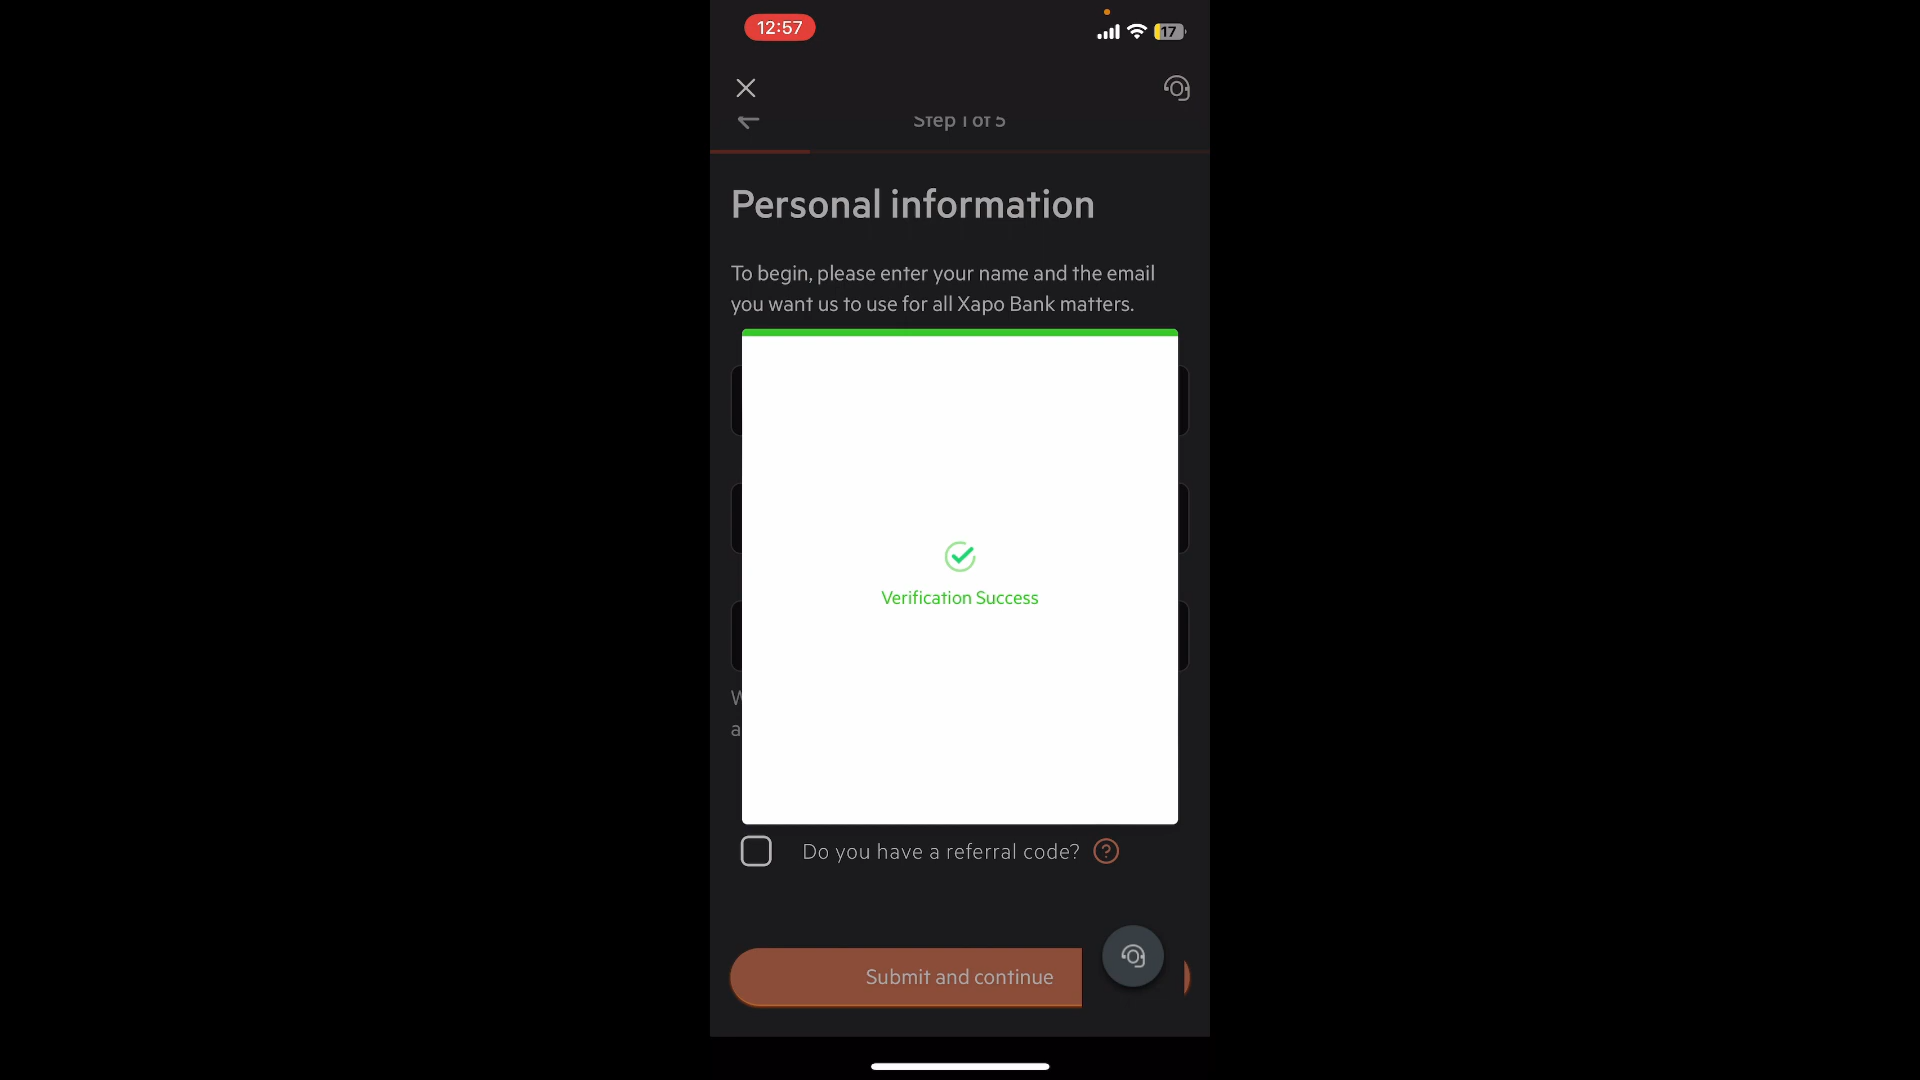 12:57
17
Step 1 of 5
Personal information
To begin, please enter your name and the email
you want us to use for all Xapo Bank matters.
Verification Success
W
a
Do you have a referral code?
Submit and continue